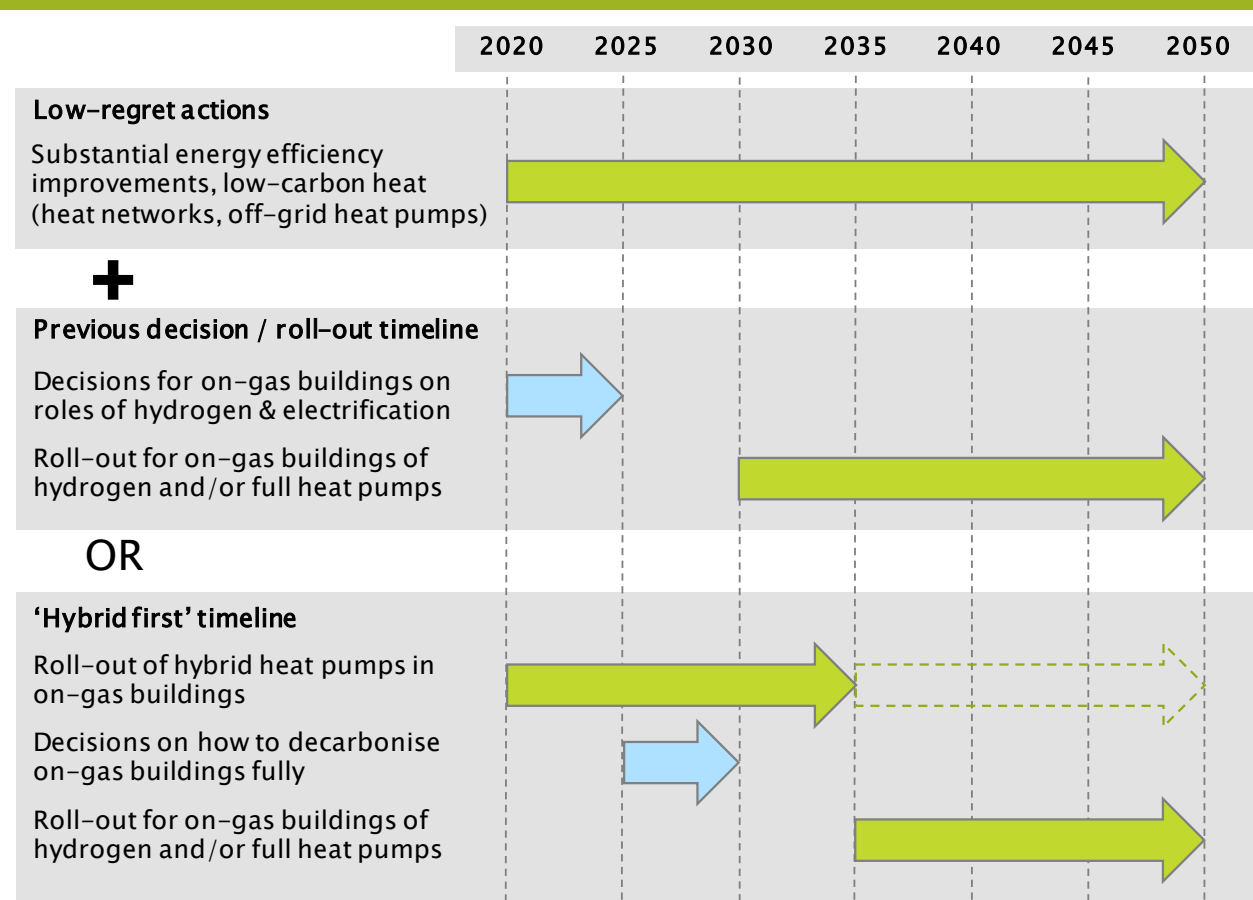 2020 2025 2030 2035 2040 2045 2050
Low-regret actions
Substantial energy efficiency
improvements, low-carbon heat
(heat networks, off-grid heat pumps)
+
Previous decision / roll-out timeline
Decisions for on-gas buildings on
roles of hydrogen & electrification
Roll-out for on-gas buildings of
hydrogen and/or full heat pumps
OR
‘Hybrid first’ timeline
Roll-out of hybrid heat pumps in
on-gas buildings
Decisions on how to decarbonise
on-gas buildings fully
Roll-out for on-gas buildings of
hydrogen and/or full heat pumps